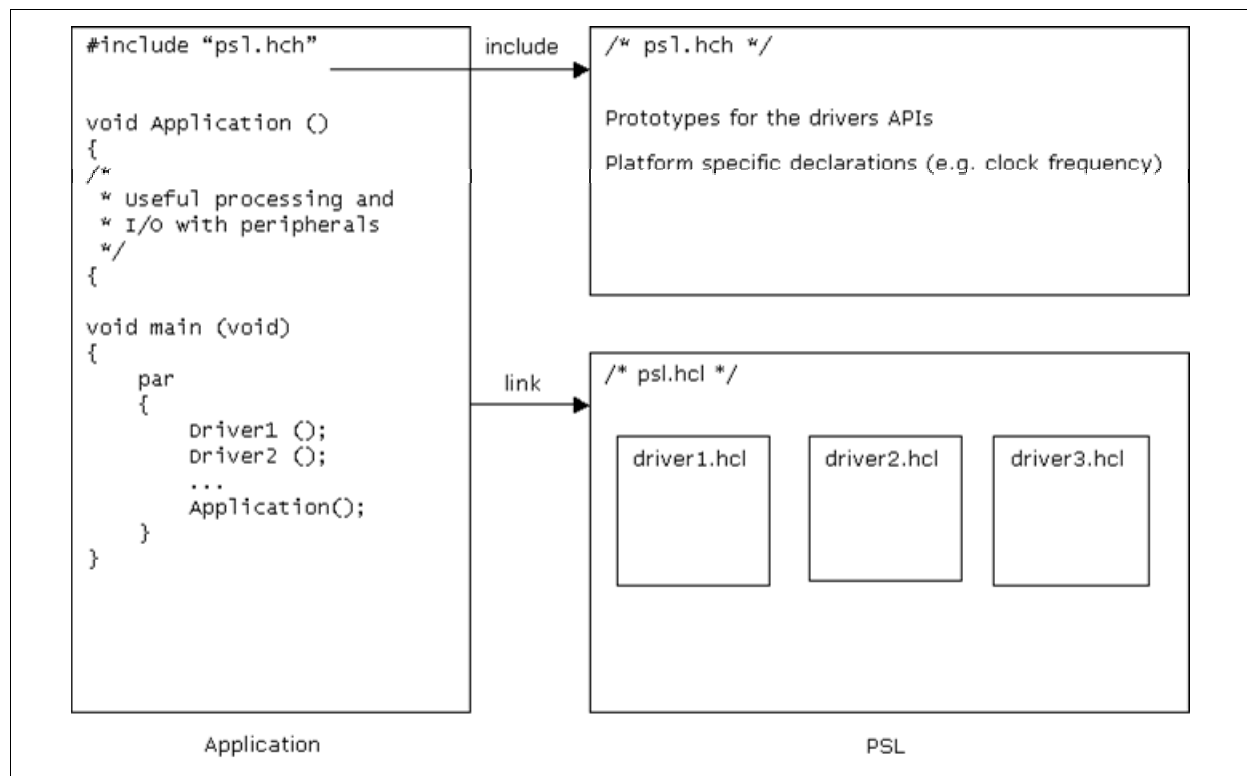 #include “psl.hch”
void Application ()
{
/*
* Useful processing and
* I/O with peripherals
*/
{
void main (void)
{
par
{
Driver1 ();
Driver2 ();
...
Application();
}
}
Application
include
link
/* psl.hch */
Prototypes for the drivers APIs
Platform specific declarations (e.g. clock frequency)
/* psl.hcl */
driver1.hcl
driver2.hcl
driver3.hcl
PSL